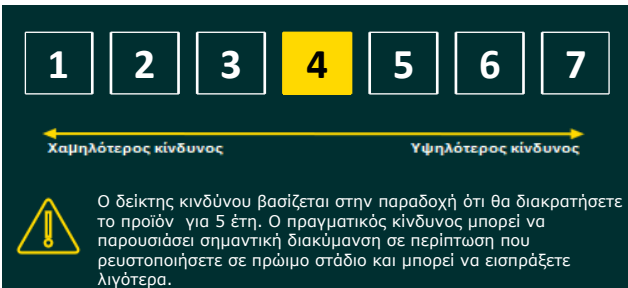 1 2 3 4 5 6 7
Χαμηλότερος κίνδυνος Υψηλότερος κίνδυνος
Ο δείκτης κινδύνου βασίζεται στην παραδοχή ότι θα διακρατήσετε
το προϊόν για 5 έτη. Ο πραγματικός κίνδυνος μπορεί να
παρουσιάσει σημαντική διακύμανση σε περίπτωση που
ρευστοποιήσετε σε πρώιμο στάδιο και μπορεί να εισπράξετε
λιγότερα.